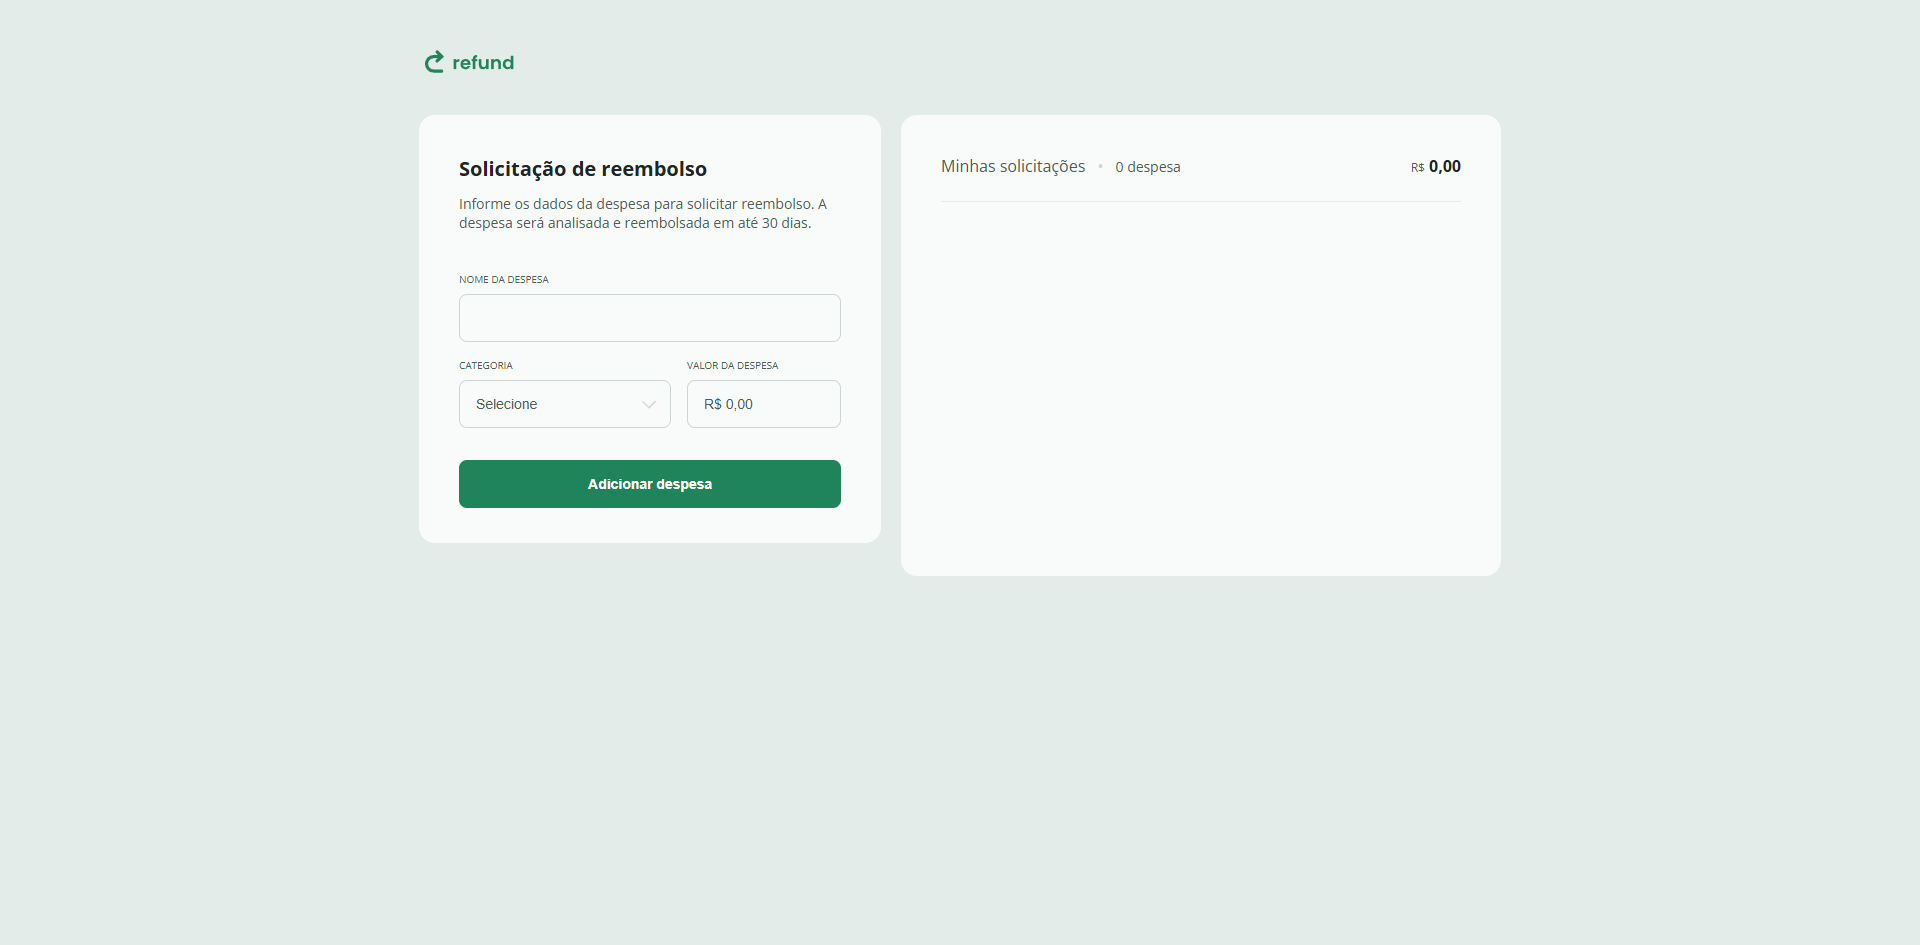 refund
Solicitação de reembolso
Informe os dados da despesa para solicitar reembolso. A
despesa será analisada e reembolsada em até 30 dias.
NOME DA DESPESA
CATEGORIA
VALOR DA DESPESA
Selecione
R$ 0,00
Adicionar despesa
Minhas solicitações • 0 despesa
R$ 0,00